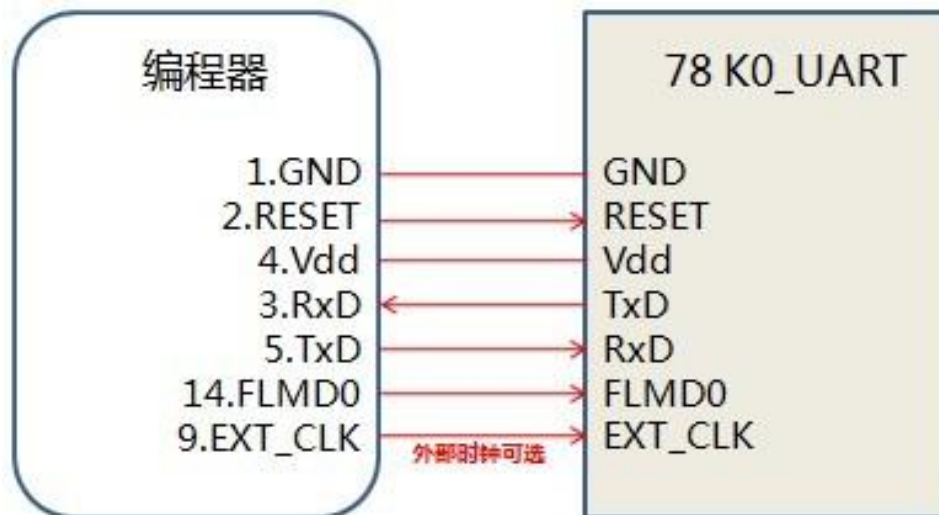 编程器
78 K0_UART
1.GND
GND
2.RESET
RESET
4.Vdd
Vdd
3.RxD
TxD
5.TxD
RxD
14.FLMD0
FLMD0
9.EXT_CLK
EXT_CLK
外部时钟可选